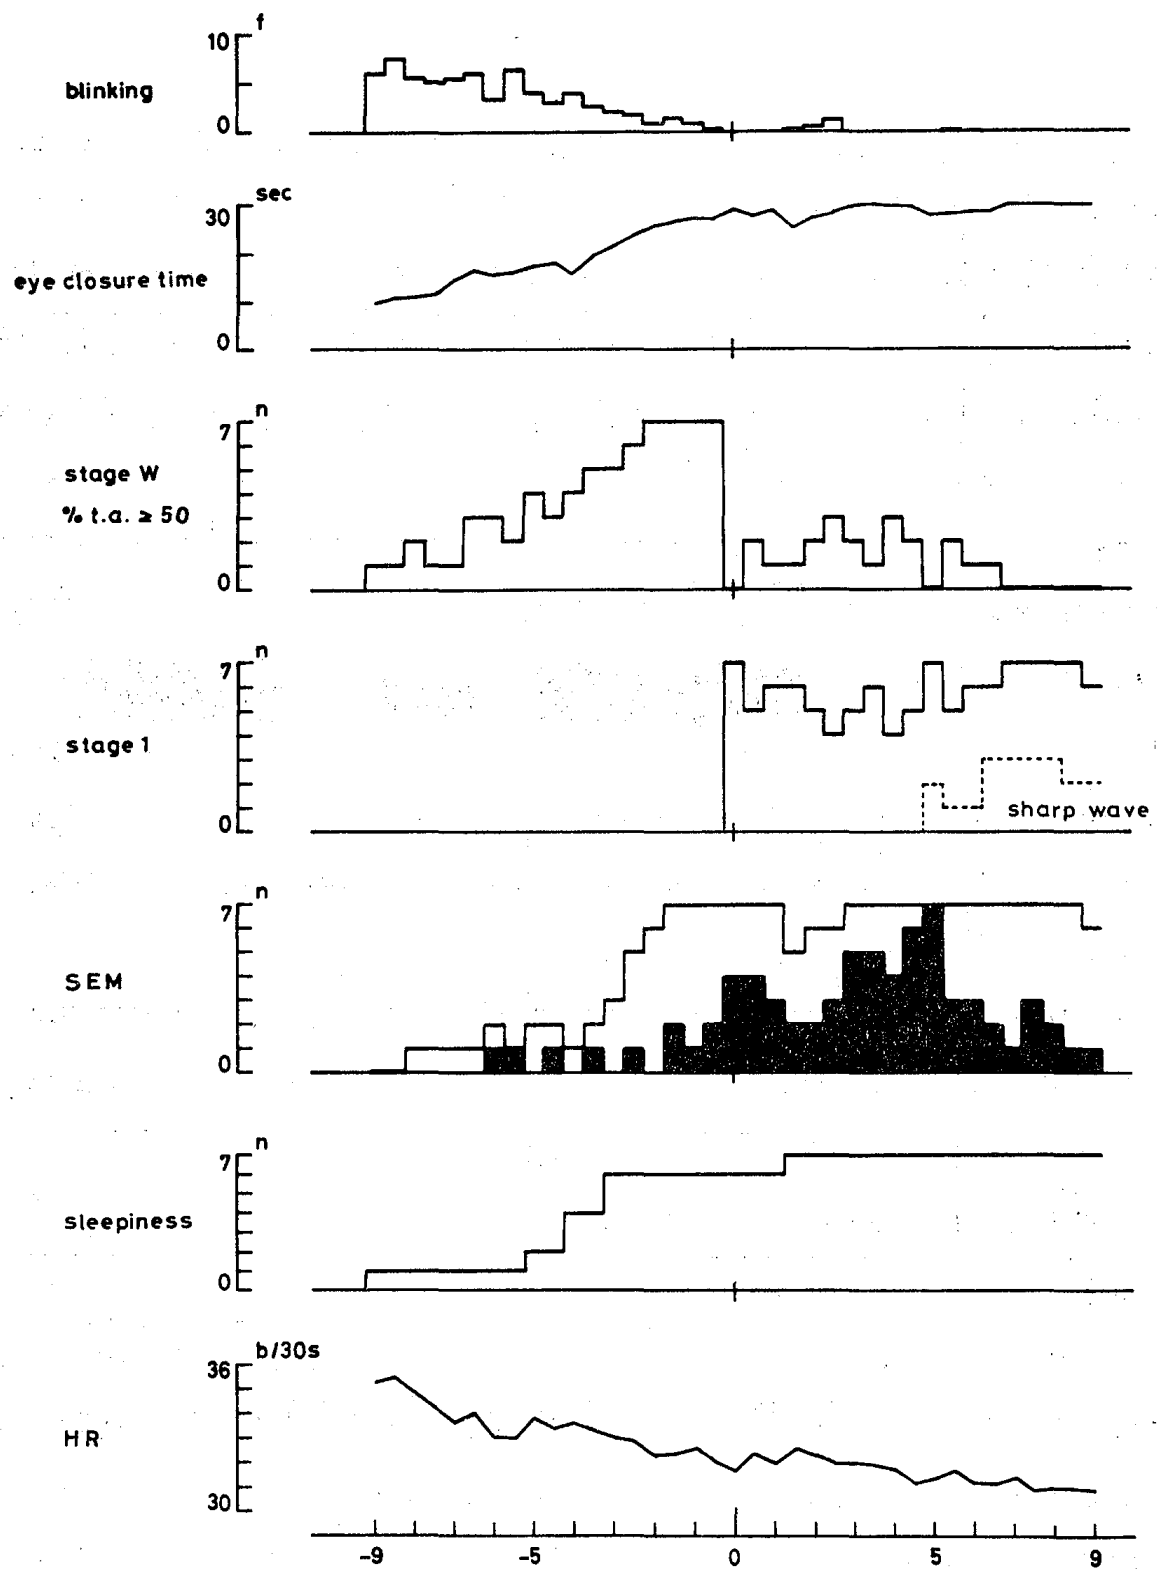 f
10
blinking
0
sec
30
eye closure time
0
n
7
stage W
% t.a. ≥ 50
0
n
7
stage 1
sharp wave
0
n
7
SEM
0
n
7
sleepiness
0
b/30s
36
HR
30
-9 -5 0 5 9